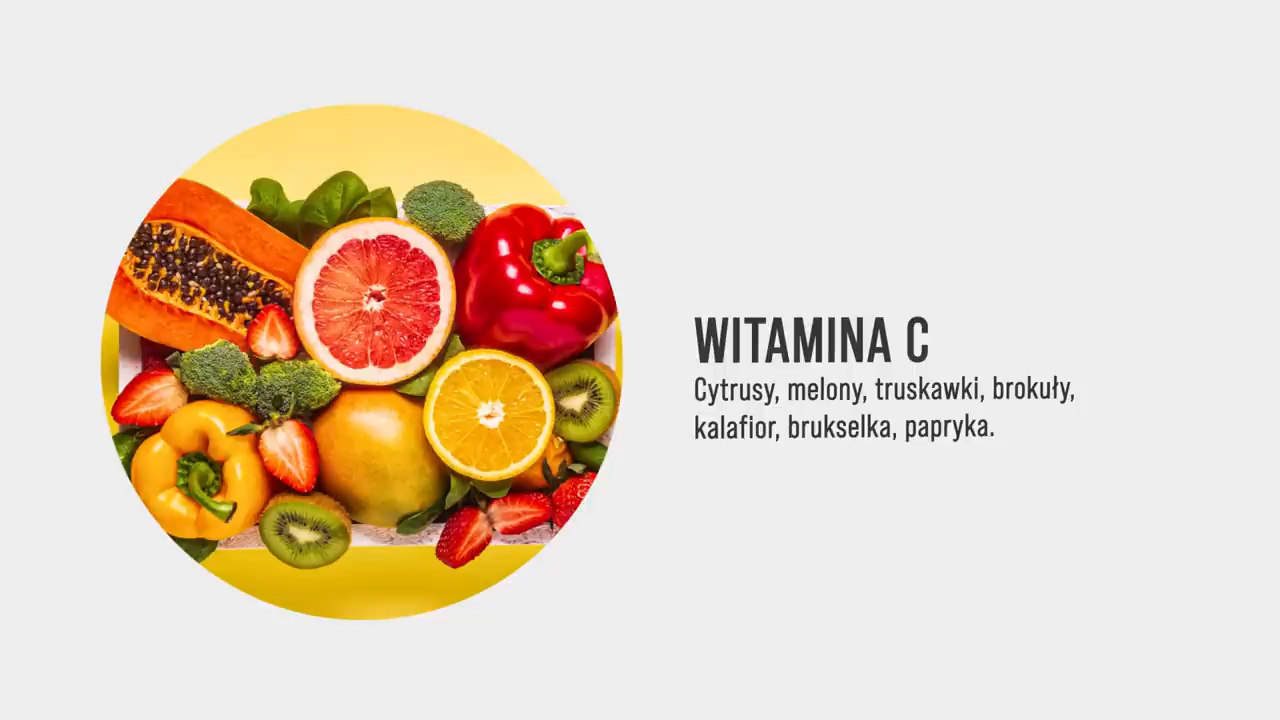 WITAMINA C
Cytrusy, melony, truskawki, brokuły,
kalafior, brukselka, papryka.